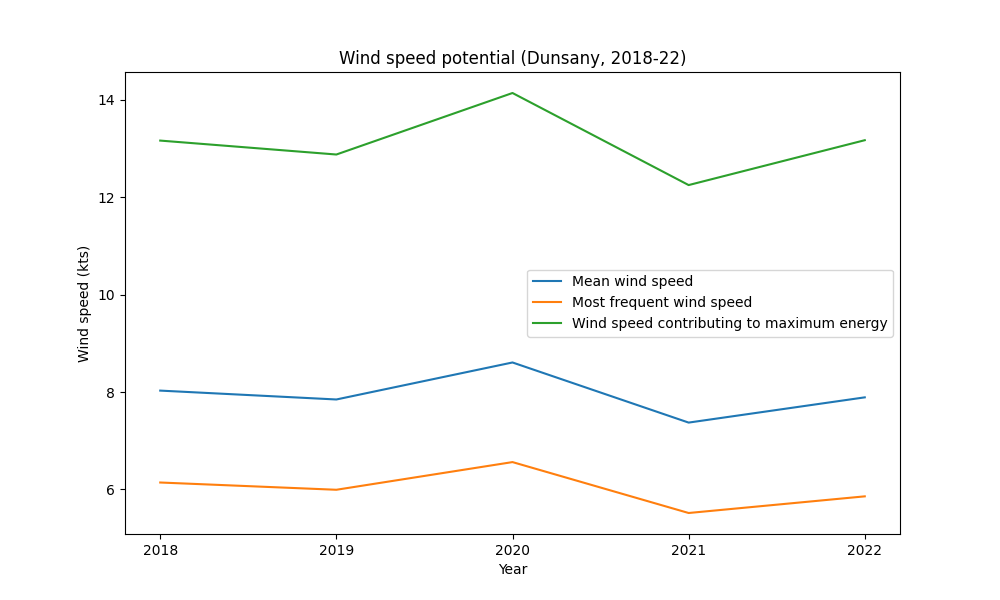 Wind speed potential (Dunsany, 2018-22)
14
12
10
8
6
Wind speed (kts)
Mean wind speed
Most frequent wind speed
Wind speed contributing to maximum energy
2018 2019 2020 2021 2022
Year